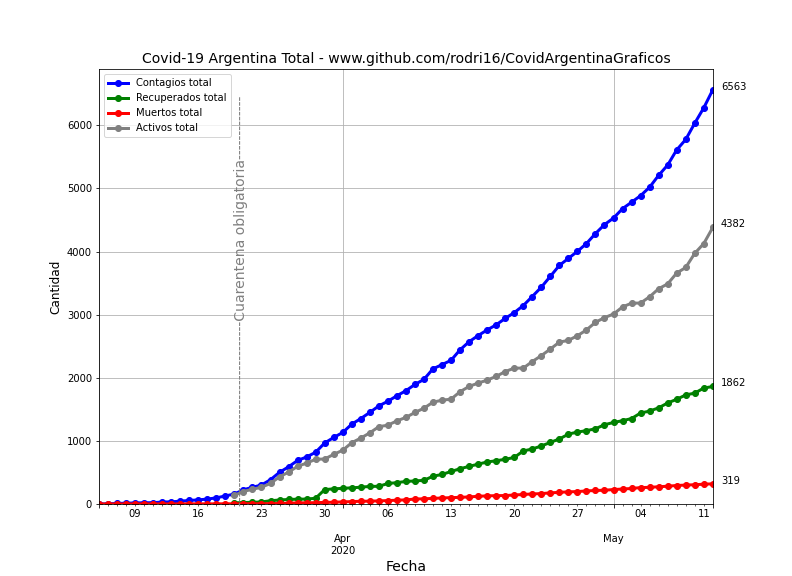 Covid-19 Argentina Total - www.github.com/rodri16/CovidArgentinaGraficos
Contagios total
Recuperados total
Muertos total
Activos total
Cuarentena obligatoria
Cantidad
6000
5000
4000
3000
2000
1000
0
6563
4382
1862
319
09 16 23 30 06 13 20 27 04 11
Apr May
2020
Fecha